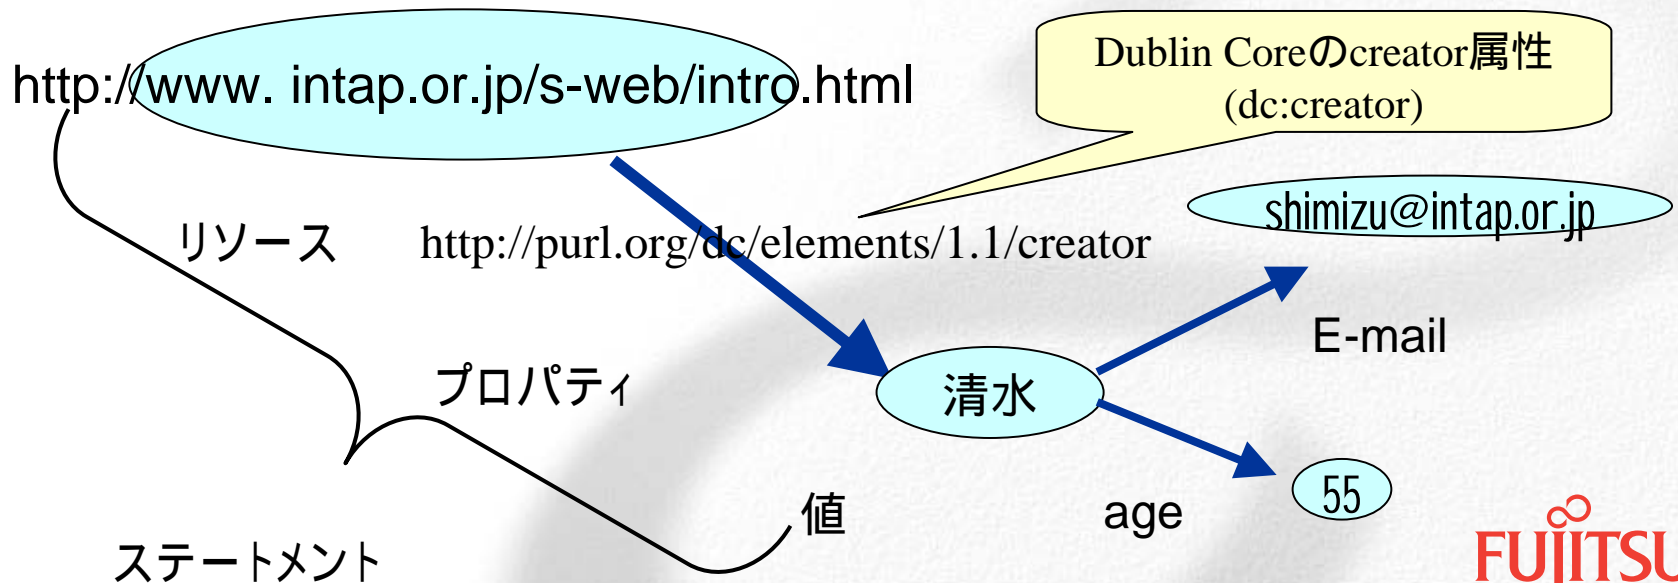 http://www. intap.or.jp/s-web/intro.html
Dublin Coreのcreator属性
(dc:creator)
shimizu@intap.or.jp
リソース
http://purl.org/dc/elements/1.1/creator
E-mail
プロパティ
清水
値
age
55
ステートメント
FUJITSU